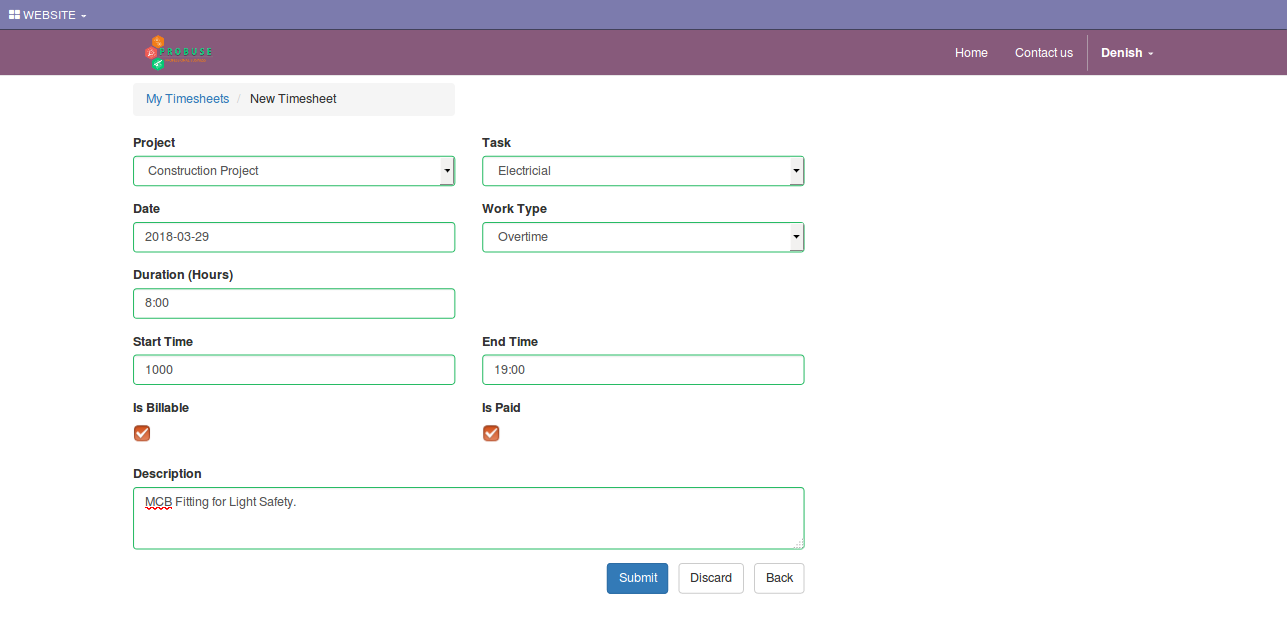 WEBSITE
PROBUSE
Home Contact us Denish
My Timesheets / New Timesheet
Project Task
Construction Project Electricial
Date Work Type
2018-03-29 Overtime
Duration (Hours)
8:00
Start Time End Time
1000 19:00
Is Billable Is Paid
Description
MCB Fitting for Light Safety.
Submit Discard Back